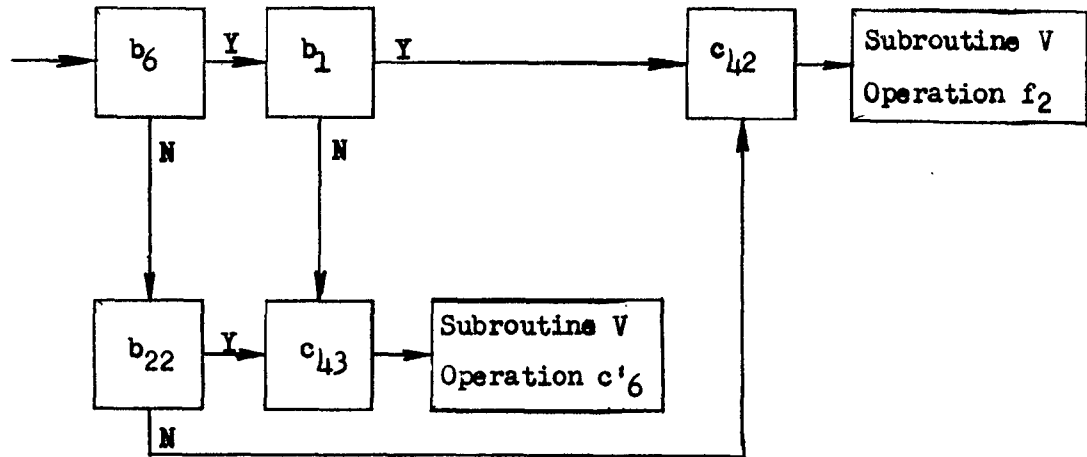 b6 Y b1 Y c42 Subroutine V
Operation f2
N N
b22 Y c43 Subroutine V
Operation c'6
N